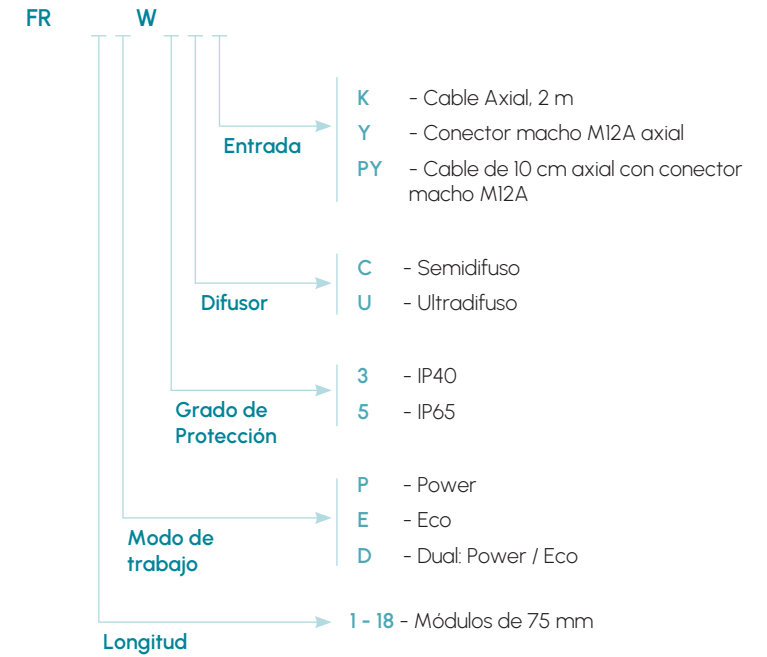 FR W
K - Cable Axial, 2 m
Y - Conector macho M12A axial
Entrada
PY - Cable de 10 cm axial con conector
macho M12A
C - Semidifuso
Difusor
U - Ultradifuso
3 - IP40
Grado de
Protección
5 - IP65
P - Power
E - Eco
Modo de
trabajo
D - Dual: Power / Eco
1 - 18 - Módulos de 75 mm
Longitud